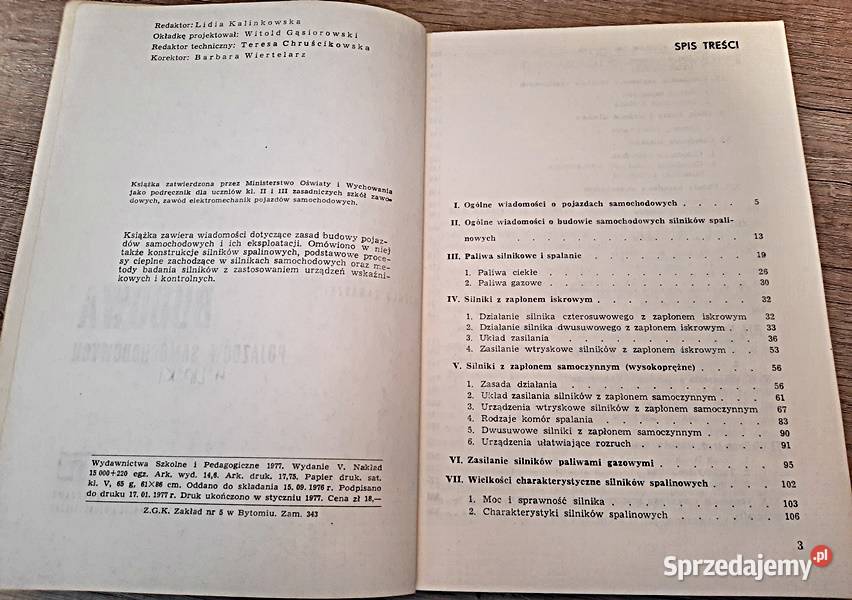 Redaktor: Lidia Kalinkowska
Okładkę projektował: Witold Gąsiorowski
Redaktor techniczny: Teresa Chruścikowska
Korektor: Barbara Wiertelarz
Książka zatwierdzona przez Ministerstwo Oświaty i Wychowania
jako podręcznik dla uczniów kl. II i III zasadniczych szkół zawo-
dowych, zawód elektromechanik pojazdów samochodowych.
Książka zawiera wiadomości dotyczące zasad budowy pojaz-
dów samochodowych i ich eksploatacji. Omówiono w niej
także konstrukcje silników spalinowych, podstawowe proce-
sy cieplne zachodzące w silnikach samochodowych oraz me-
tody badania silników z zastosowaniem urządzeń wskaźni-
kowych i kontrolnych.
BUDOWA
POJAZDÓW SAMOCHODOWYCH
SILNIKI
Wydawnictwa Szkolne i Pedagogiczne 1977. Wydanie V. Nakład
15 000+220 egz. Ark. wyd. 14,6. Ark. druk. 17,75. Papier druk. sat.
kl. V, 65 g, 61×86 cm. Oddano do składania 15. 09. 1976 r. Podpisano
do druku 17. 01. 1977 r. Druk ukończono w styczniu 1977. Cena zł 18,—
Z.G.K. Zakład nr 5 w Bytomiu. Zam. 343
SPIS TREŚCI
I. Ogólne wiadomości o pojazdach samochodowych . . . . 5
II. Ogólne wiadomości o budowie samochodowych silników spali-
nowych . . . . . . . . . . . 13
III. Paliwa silnikowe i spalanie . . . . . . . . 19
1. Paliwa ciekłe . . . . . . . . . . 26
2. Paliwa gazowe . . . . . . . . . . 30
IV. Silniki z zapłonem iskrowym . . . . . . . . 32
1. Działanie silnika czterosuwowego z zapłonem iskrowym 32
2. Działanie silnika dwusuwowego z zapłonem iskrowym . . 33
3. Układ zasilania . . . . . . . . . . 36
4. Zasilanie wtryskowe silników z zapłonem iskrowym . . 53
V. Silniki z zapłonem samoczynnym (wysokoprężne) . . . . 56
1. Zasada działania . . . . . . . . . 56
2. Układ zasilania silników z zapłonem samoczynnym . . . 61
3. Urządzenia wtryskowe silników z zapłonem samoczynnym 67
4. Rodzaje komór spalania . . . . . . . . 83
5. Dwusuwowe silniki z zapłonem samoczynnym . . . . 90
6. Urządzenia ułatwiające rozruch . . . . . . 91
VI. Zasilanie silników paliwami gazowymi . . . . . . 95
VII. Wielkości charakterystyczne silników spalinowych . . . . 102
1. Moc i sprawność silnika . . . . . . . . 103
2. Charakterystyki silników spalinowych . . . . . 106
3
Sprzedajemy.pl